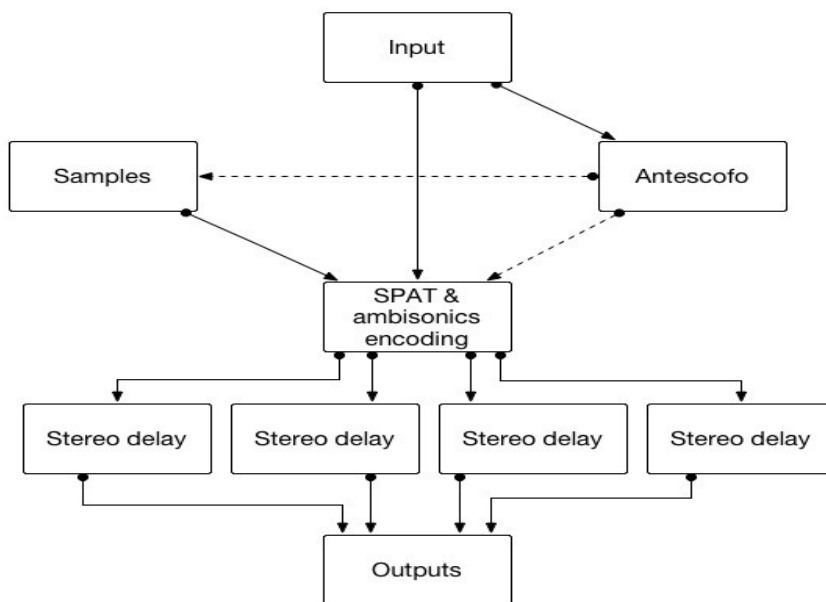 Input
Samples
Antescofo
SPAT &
ambisonics
encoding
Stereo delay
Stereo delay
Stereo delay
Stereo delay
Outputs